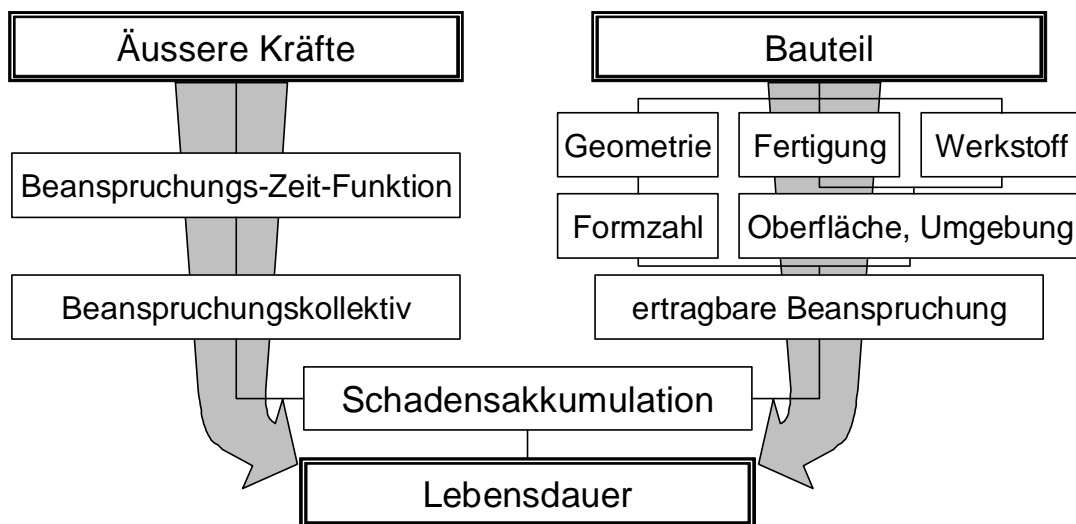 Äussere Kräfte
Bauteil
Geometrie
Fertigung
Werkstoff
Beanspruchungs-Zeit-Funktion
Formzahl
Oberfläche, Umgebung
Beanspruchungskollektiv
ertragbare Beanspruchung
Schadensakkumulation
Lebensdauer